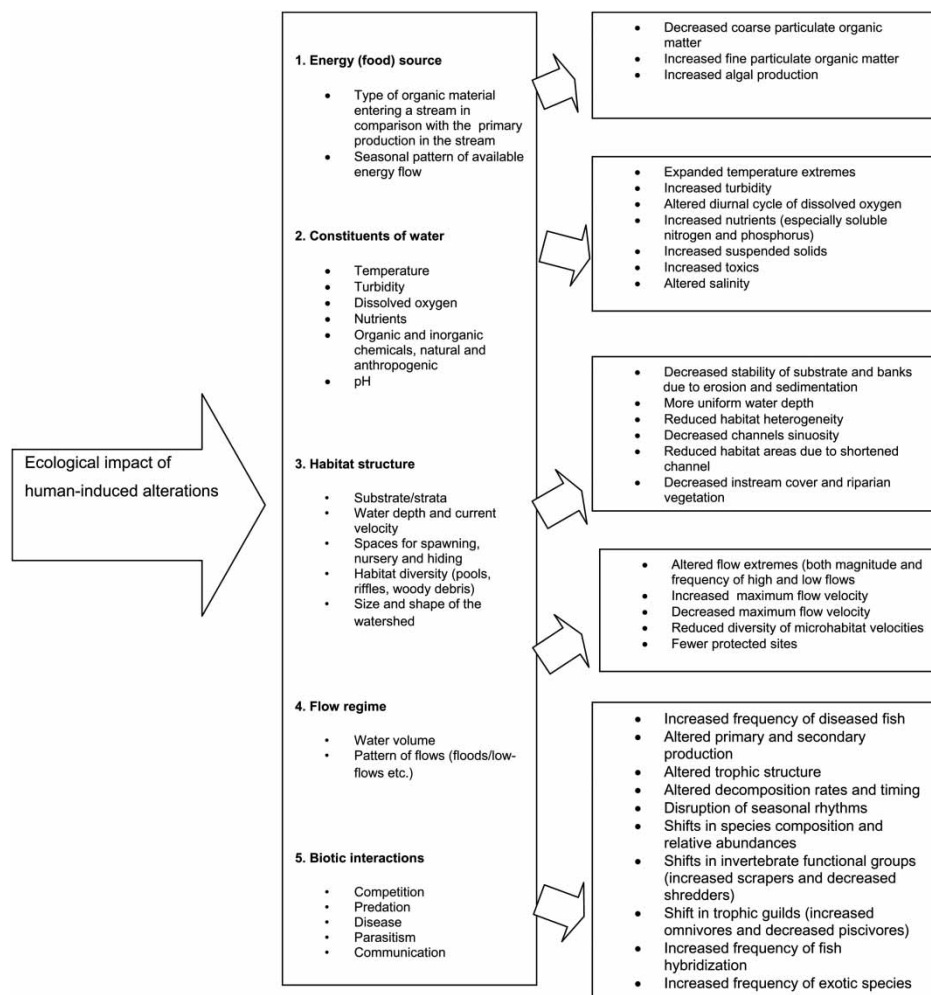 Ecological impact of
human-induced alterations
1. Energy (food) source
● Type of organic material
entering a stream in
comparison with the primary
production in the stream
● Seasonal pattern of available
energy flow
2. Constituents of water
● Temperature
● Turbidity
● Dissolved oxygen
● Nutrients
● Organic and inorganic
chemicals, natural and
anthropogenic
● pH
3. Habitat structure
• Substrate/strata
• Water depth and current
velocity
• Spaces for spawning,
nursery and hiding
• Habitat diversity (pools,
riffles, woody debris)
• Size and shape of the
watershed
4. Flow regime
• Water volume
• Pattern of flows (floods/low-
flows etc.)
5. Biotic interactions
• Competition
• Predation
• Disease
• Parasitism
• Communication
● Decreased coarse particulate organic
matter
● Increased fine particulate organic matter
● Increased algal production
● Expanded temperature extremes
● Increased turbidity
● Altered diurnal cycle of dissolved oxygen
● Increased nutrients (especially soluble
nitrogen and phosphorus)
● Increased suspended solids
● Increased toxics
● Altered salinity
● Decreased stability of substrate and banks
due to erosion and sedimentation
● More uniform water depth
● Reduced habitat heterogeneity
● Decreased channels sinuosity
● Reduced habitat areas due to shortened
channel
● Decreased instream cover and riparian
vegetation
● Altered flow extremes (both magnitude and
frequency of high and low flows
● Increased maximum flow velocity
● Decreased maximum flow velocity
● Reduced diversity of microhabitat velocities
● Fewer protected sites
● Increased frequency of diseased fish
● Altered primary and secondary
production
● Altered trophic structure
● Altered decomposition rates and timing
● Disruption of seasonal rhythms
● Shifts in species composition and
relative abundances
● Shifts in invertebrate functional groups
(increased scrapers and decreased
shredders)
● Shift in trophic guilds (increased
omnivores and decreased piscivores)
● Increased frequency of fish
hybridization
● Increased frequency of exotic species